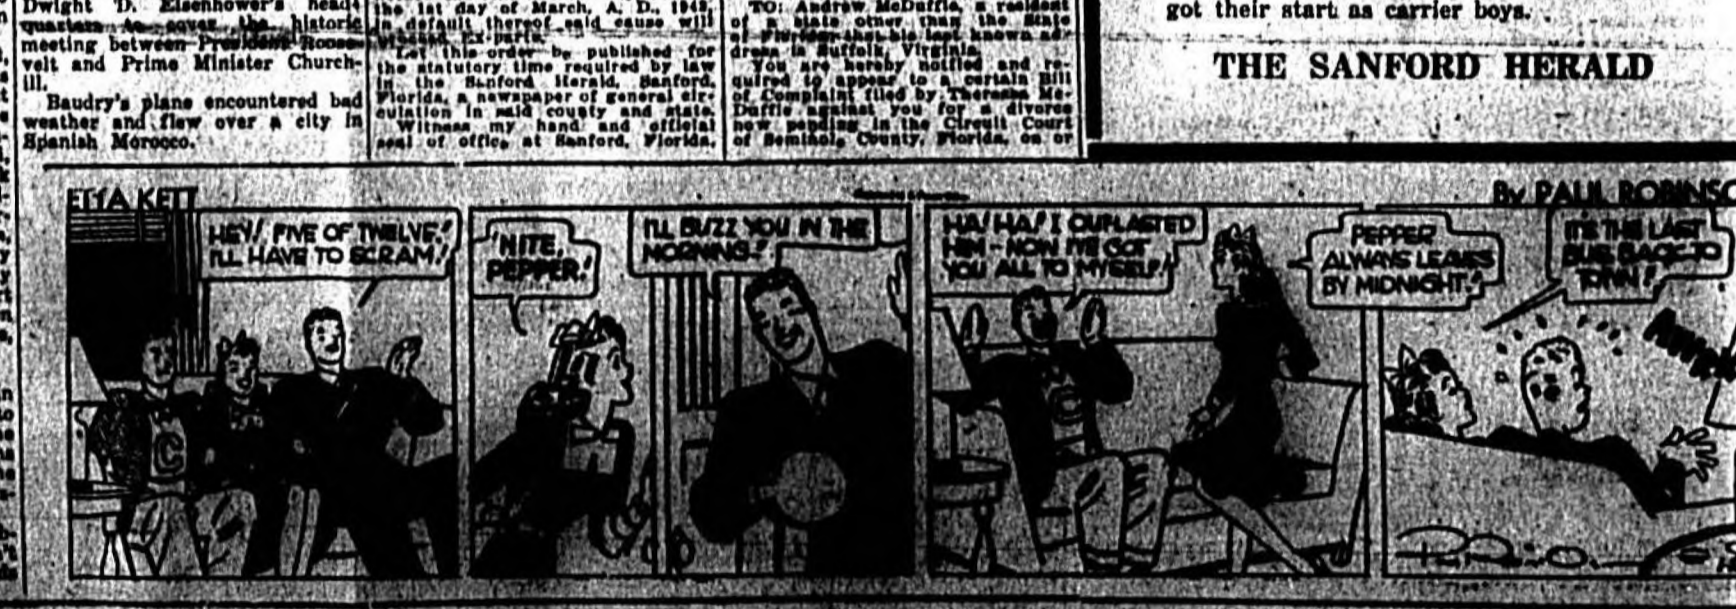 Dwight D. Eisenhower's head-
quarters to cover the historic
meeting between President Roose-
velt and Prime Minister Church-
ill.
Baudry's plane encountered bad
weather and flew over a city in
Spanish Morocco.
the 1st day of March, A. D., 1943,
in default thereof said cause will
proceed Ex-parte.
Let this order be published for
the statutory time required by law
in the Sanford Herald, Sanford,
Florida, a newspaper of general cir-
culation in said county and state.
Witness my hand and official
seal of office at Sanford, Florida,
TO: Andrew McDuffie, a resident
of a state other than the State
of Florida that his last known ad-
dress is Suffolk, Virginia.
You are hereby notified and re-
quired to appear to a certain Bill
of Complaint filed by Theresha Mc-
Duffie against you for a divorce
now pending in the Circuit Court
of Seminole County, Florida, on or
got their start as carrier boys.
THE SANFORD HERALD
ETTA KETT
By PAUL ROBINSO
HEY! FIVE OF TWELVE!
I'LL HAVE TO SCRAM!
'NITE,
PEPPER!
I'LL BUZZ YOU IN THE
MORNING!
HA! HA! I OUTLASTED
HIM - NOW I'VE GOT
YOU ALL TO MYSELF!
PEPPER
ALWAYS LEAVES
BY MIDNIGHT!
IT'S THE LAST
BUS BACK TO
TOWN!
C
C